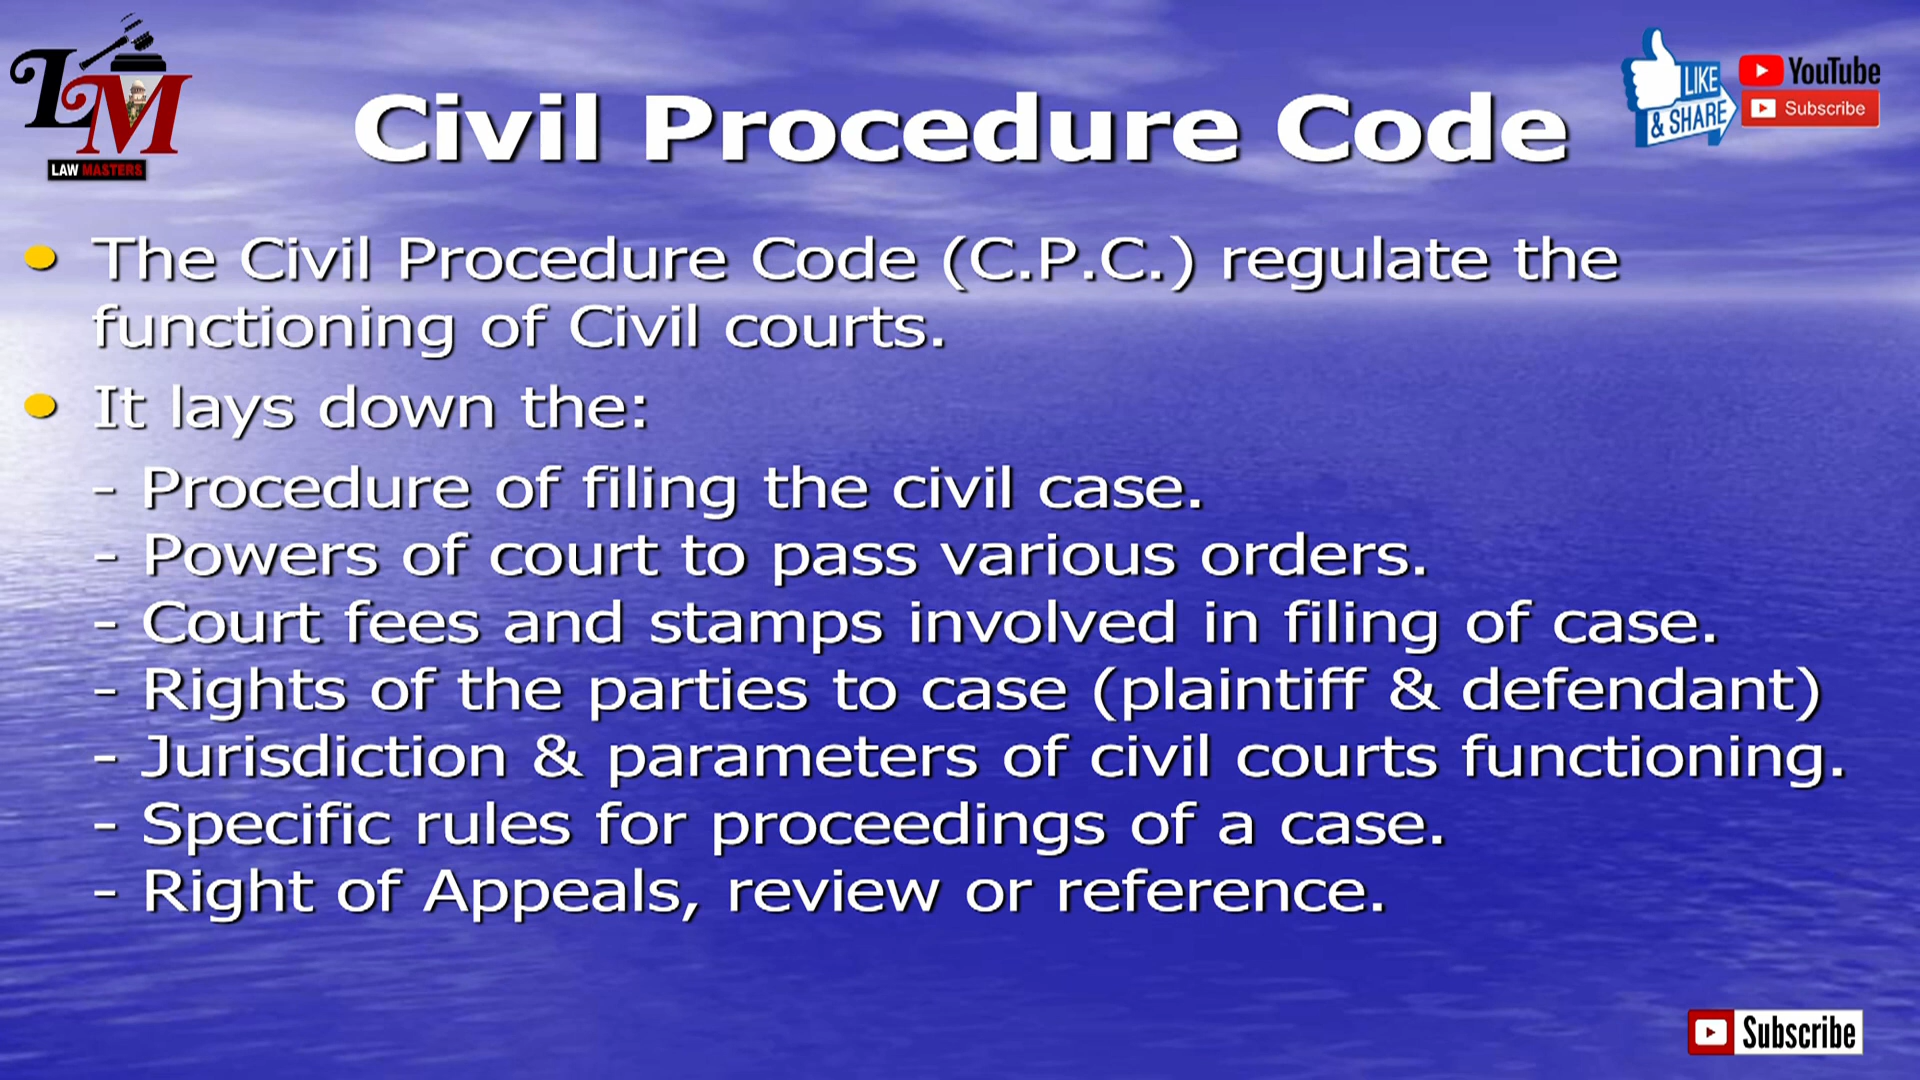 LM
LAW MASTERS
LIKE
& SHARE
YouTube
Subscribe
Civil Procedure Code
• The Civil Procedure Code (C.P.C.) regulate the
functioning of Civil courts.
• It lays down the:
- Procedure of filing the civil case.
- Powers of court to pass various orders.
- Court fees and stamps involved in filing of case.
- Rights of the parties to case (plaintiff & defendant)
- Jurisdiction & parameters of civil courts functioning.
- Specific rules for proceedings of a case.
- Right of Appeals, review or reference.
Subscribe